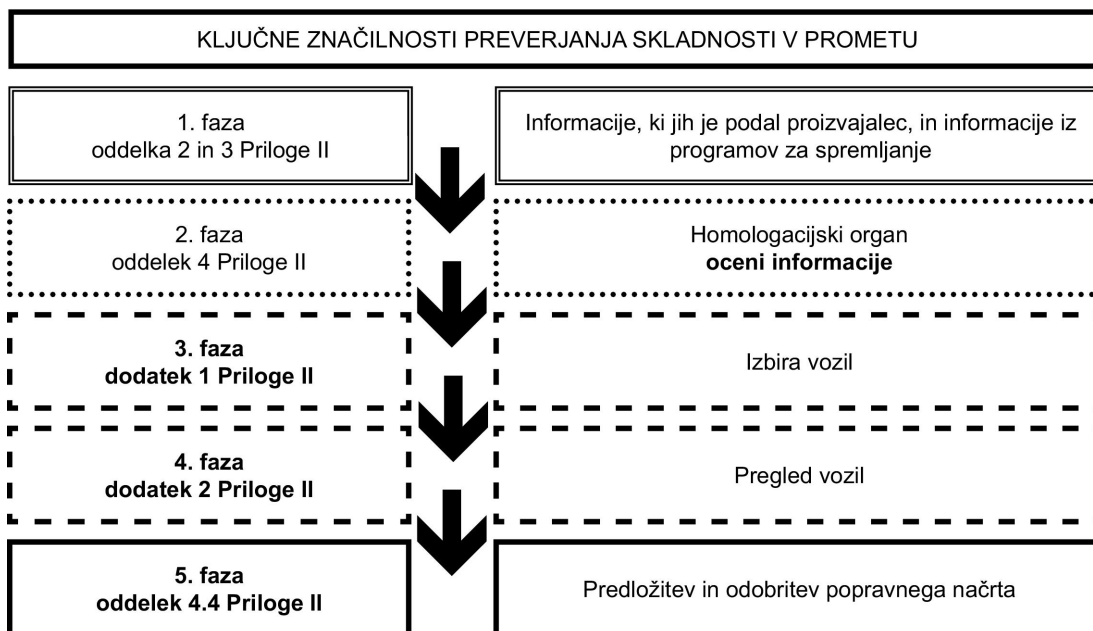 KLJUČNE ZNAČILNOSTI PREVERJANJA SKLADNOSTI V PROMETU
1. faza
oddelka 2 in 3 Priloge II
Informacije, ki jih je podal proizvajalec, in informacije iz
programov za spremljanje
2. faza
oddelek 4 Priloge II
Homologacijski organ
oceni informacije
3. faza
dodatek 1 Priloge II
Izbira vozil
4. faza
dodatek 2 Priloge II
Pregled vozil
5. faza
oddelek 4.4 Priloge II
Predložitev in odobritev popravnega načrta